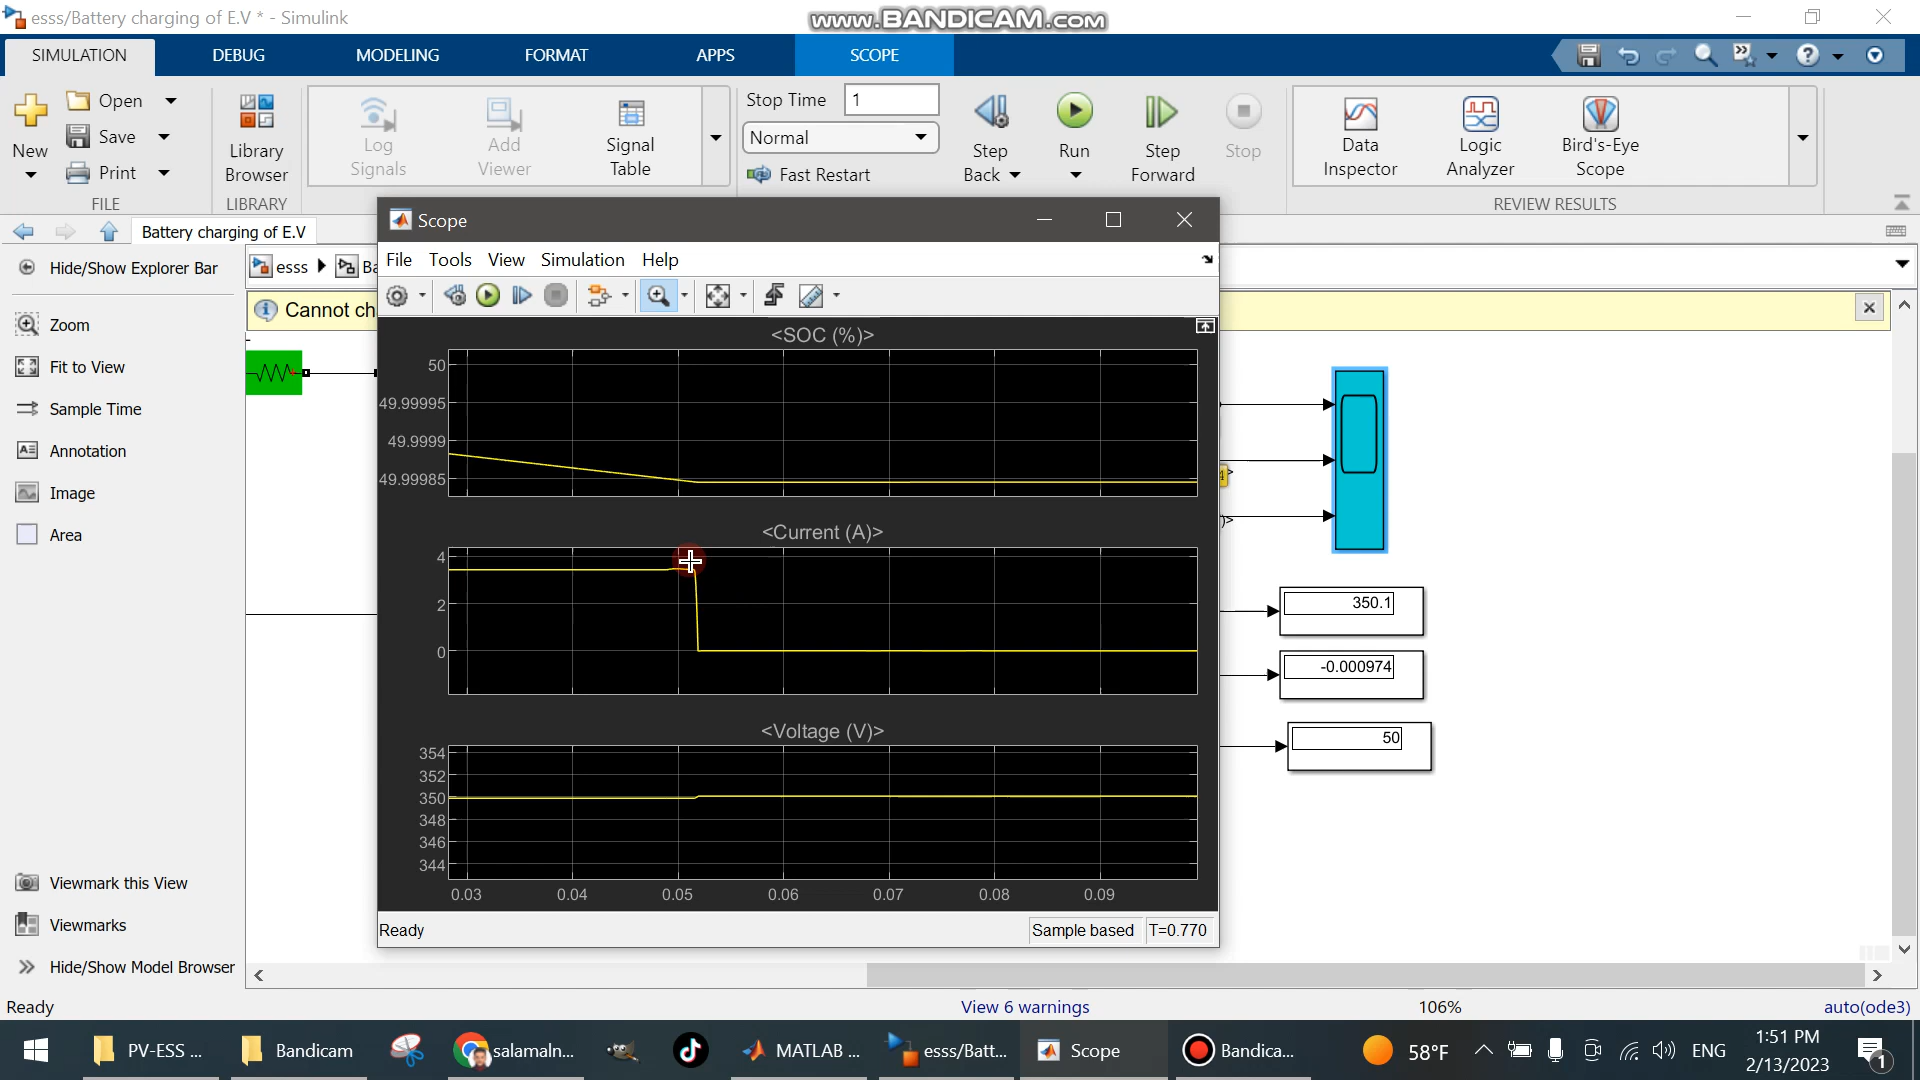 esss/Battery charging of E.V * - Simulink
www.BANDICAM.com
SIMULATION
DEBUG
MODELING
FORMAT
APPS
SCOPE
New
Open
Save
Print
FILE
Library
Browser
LIBRARY
Log
Signals
Add
Viewer
Signal
Table
Stop Time
1
Normal
Fast Restart
Step
Back
Run
Step
Forward
Stop
Data
Inspector
Logic
Analyzer
Bird's-Eye
Scope
REVIEW RESULTS
Battery charging of E.V
Hide/Show Explorer Bar
esss
Ba
Zoom
Fit to View
Sample Time
Annotation
Image
Area
Viewmark this View
Viewmarks
Hide/Show Model Browser
Cannot ch
Scope
File
Tools
View
Simulation
Help
<SOC (%)>
50
49.99995
49.9999
49.99985
<Current (A)>
4
2
0
<Voltage (V)>
354
352
350
348
346
344
0.03
0.04
0.05
0.06
0.07
0.08
0.09
Ready
Sample based
T=0.770
)>
350.1
-0.000974
50
Ready
View 6 warnings
106%
auto(ode3)
PV-ESS ...
Bandicam
salamaln...
MATLAB ...
esss/Batt...
Scope
Bandica...
58°F
ENG
1:51 PM
2/13/2023
1